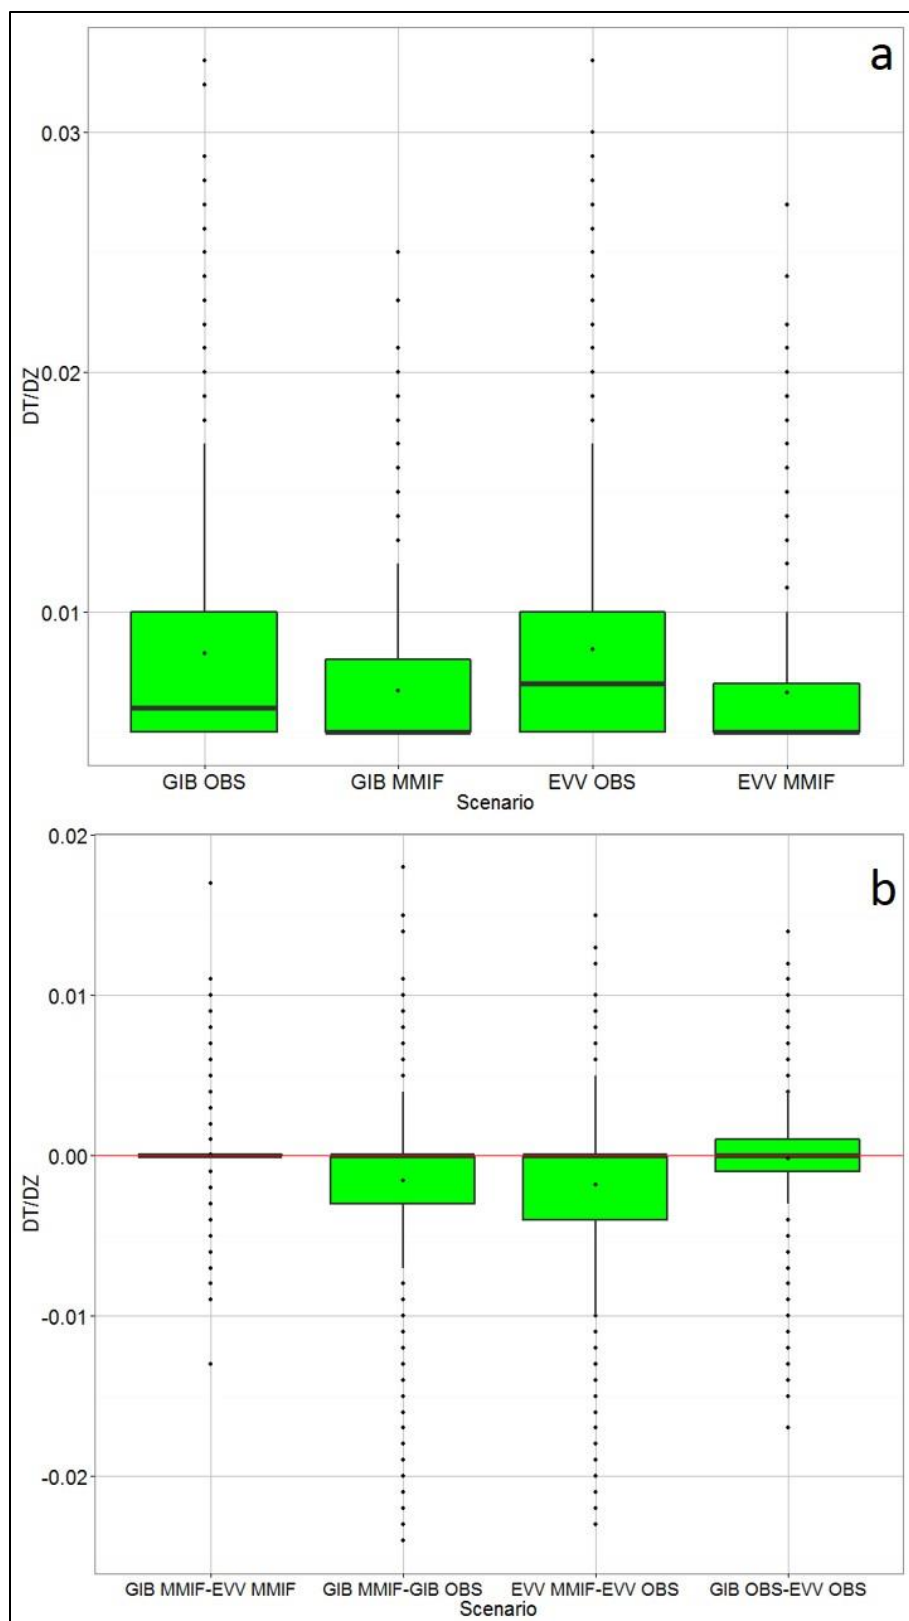 a
0.03
0.02
0.01
DT/DZ
GIB OBS GIB MMIF EVV OBS EVV MMIF
Scenario
0.02
b
0.01
0.00
-0.01
-0.02
DT/DZ
GIB MMIF-EVV MMIF GIB MMIF-GIB OBS EVV MMIF-EVV OBS GIB OBS-EVV OBS
Scenario